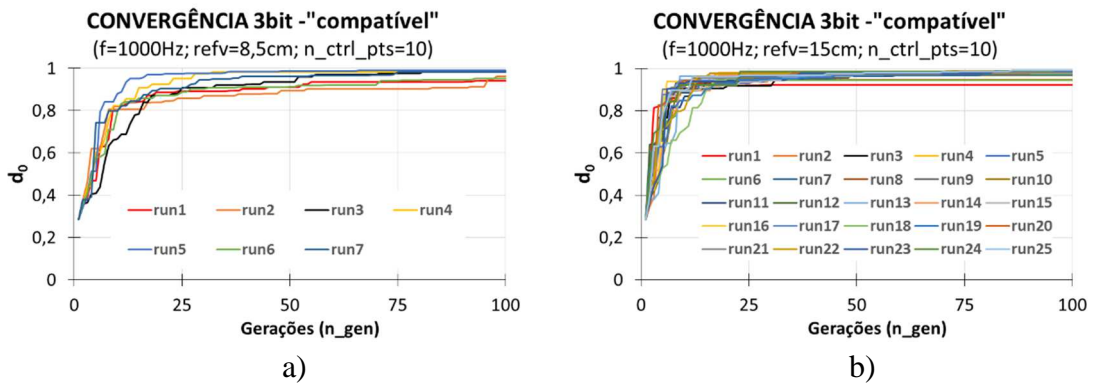 CONVERGÊNCIA 3bit -"compatível"
(f=1000Hz; refv=8,5cm; n_ctrl_pts=10)
1
0,8
0,6
0,4
0,2
0
d0
run1 run2 run3 run4
run5 run6 run7
0 25 50 75 100
Gerações (n_gen)
a)
CONVERGÊNCIA 3bit -"compatível"
(f=1000Hz; refv=15cm; n_ctrl_pts=10)
1
0,8
0,6
0,4
0,2
0
d0
run1 run2 run3 run4 run5
run6 run7 run8 run9 run10
run11 run12 run13 run14 run15
run16 run17 run18 run19 run20
run21 run22 run23 run24 run25
0 25 50 75 100
Gerações (n_gen)
b)